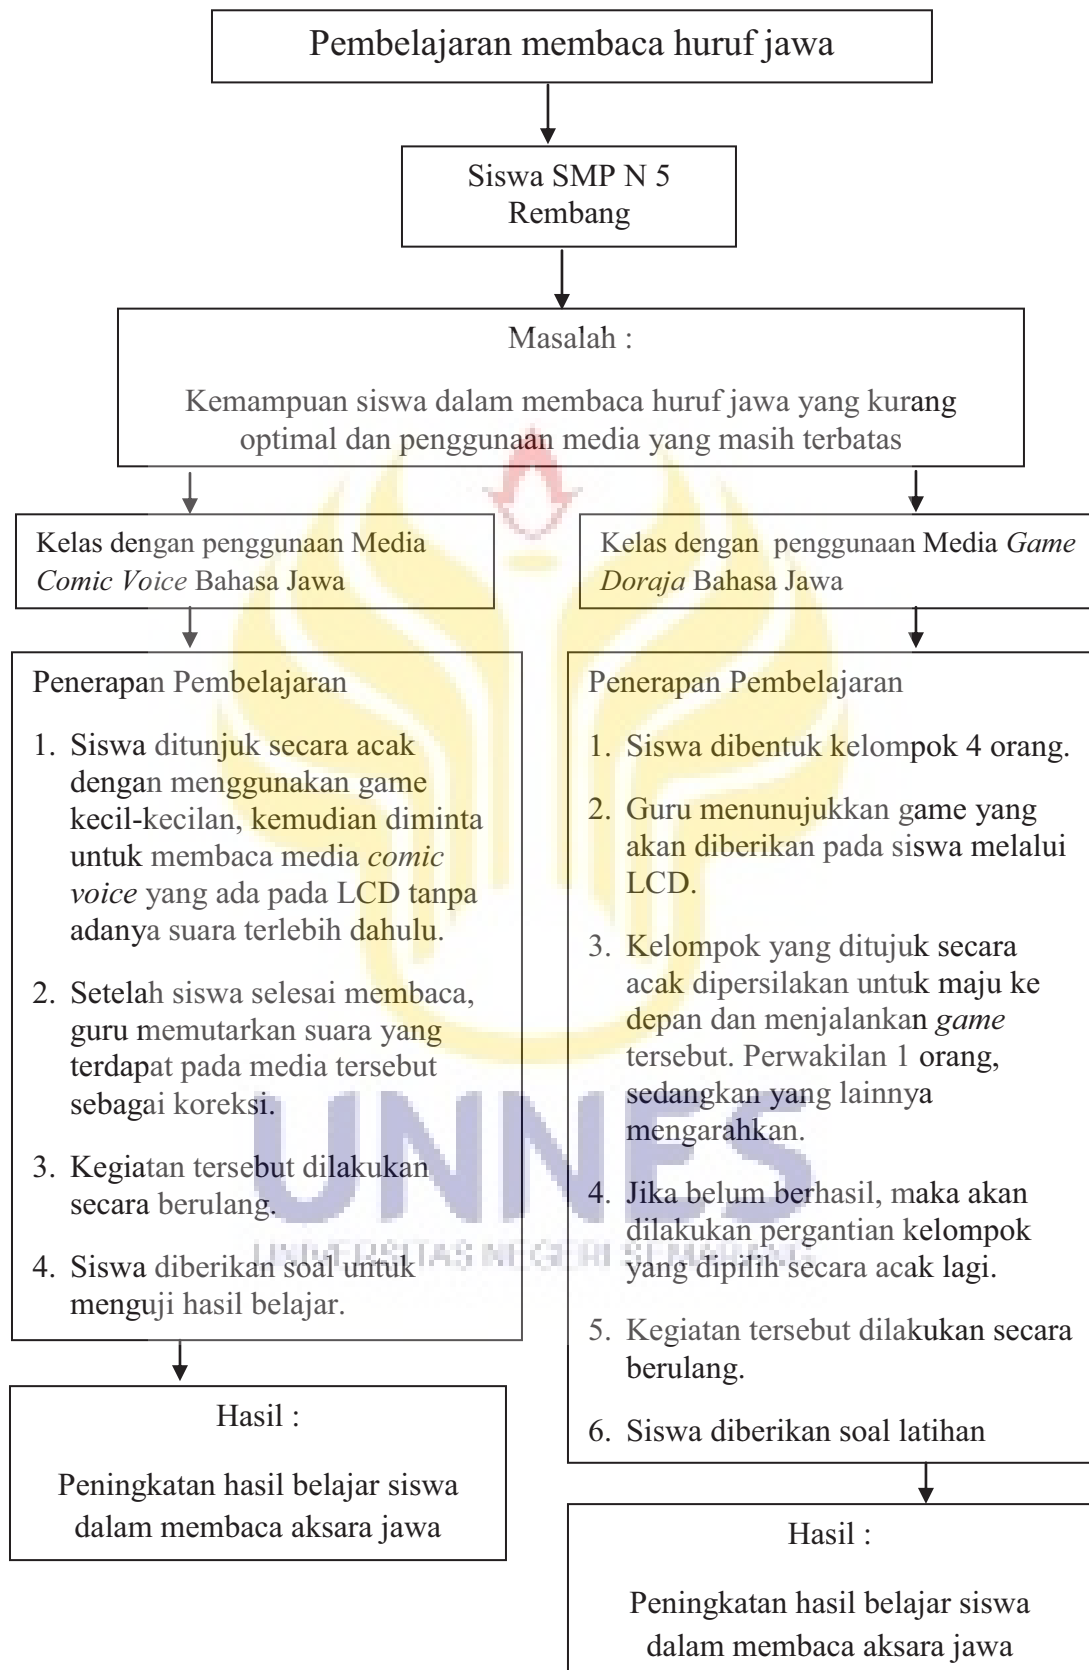 Pembelajaran membaca huruf jawa
Siswa SMP N 5
Rembang
Masalah :
Kemampuan siswa dalam membaca huruf jawa yang kurang
optimal dan penggunaan media yang masih terbatas
Kelas dengan penggunaan Media
Comic Voice Bahasa Jawa
Penerapan Pembelajaran
1. Siswa ditunjuk secara acak
dengan menggunakan game
kecil-kecilan, kemudian diminta
untuk membaca media comic
voice yang ada pada LCD tanpa
adanya suara terlebih dahulu.
2. Setelah siswa selesai membaca,
guru memutarkan suara yang
terdapat pada media tersebut
sebagai koreksi.
3. Kegiatan tersebut dilakukan
secara berulang.
4. Siswa diberikan soal untuk
menguji hasil belajar.
Hasil :
Peningkatan hasil belajar siswa
dalam membaca aksara jawa
Kelas dengan penggunaan Media Game
Doraja Bahasa Jawa
Penerapan Pembelajaran
1. Siswa dibentuk kelompok 4 orang.
2. Guru menunujukkan game yang
akan diberikan pada siswa melalui
LCD.
3. Kelompok yang ditujuk secara
acak dipersilakan untuk maju ke
depan dan menjalankan game
tersebut. Perwakilan 1 orang,
sedangkan yang lainnya
mengarahkan.
4. Jika belum berhasil, maka akan
dilakukan pergantian kelompok
yang dipilih secara acak lagi.
5. Kegiatan tersebut dilakukan secara
berulang.
6. Siswa diberikan soal latihan
Hasil :
Peningkatan hasil belajar siswa
dalam membaca aksara jawa
UNNES
UNIVERSITAS NEGERI SEMARANG